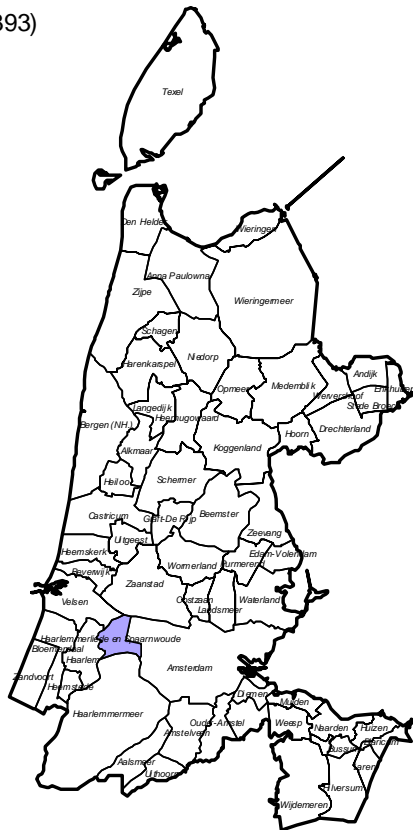 393)
Texel
Den Helder
Wieringen
Anna Paulowna
Zijpe
Wieringermeer
Schagen
Niedorp
Harenkarspel
Opmeer
Medemblik
Andijk
Enkhuizen
Wervershoof
Stede Broec
Langedijk
Heerhugowaard
Bergen (NH.)
Hoorn
Drechterland
Alkmaar
Koggenland
Heiloo
Schermer
Castricum
Graft-De Rijp
Beemster
Uitgeest
Zeevang
Heemskerk
Wormerland
Purmerend
Edam-Volendam
Beverwijk
Zaanstad
Velsen
Oostzaan
Landsmeer
Waterland
Haarlemmerliede en Spaarnwoude
Bloemendaal
Haarlem
Amsterdam
Zandvoort
Heemstede
Diemen
Muiden
Haarlemmermeer
Ouder-Amstel
Weesp
Naarden
Huizen
Amstelveen
Bussum
Blaricum
Aalsmeer
Laren
Uithoorn
Hilversum
Wijdemeren